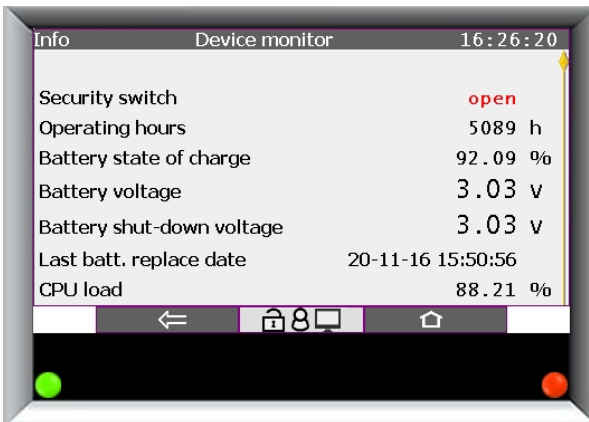 Info Device monitor 16:26:20
Security switch open
Operating hours 5089 h
Battery state of charge 92.09 %
Battery voltage 3.03 v
Battery shut-down voltage 3.03 v
Last batt. replace date 20-11-16 15:50:56
CPU load 88.21 %